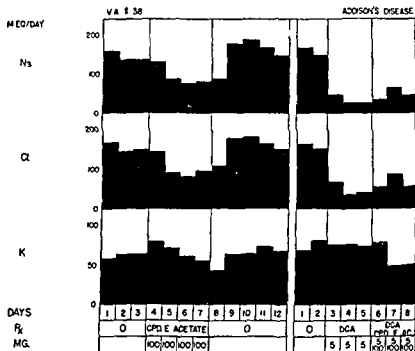 V A ♀ 38 ADDISON'S DISEASE
MEQ/DAY
Na
200
100
0
Cl
200
100
0
K
100
50
0
DAYS 1 2 3 4 5 6 7 8 9 10 11 12 1 2 3 4 5 6 7 8
Rx 0 CPD.E ACETATE 0 0 DCA DCA CPD E AC.
MG. 100 100 100 100 5 5 5 5 100 5 100 5 100